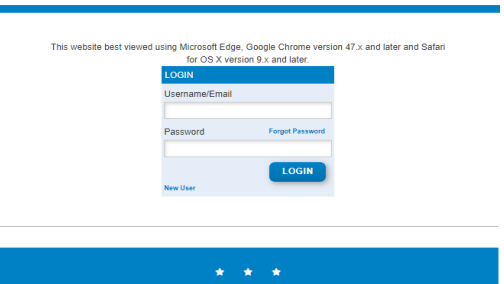 This website best viewed using Microsoft Edge, Google Chrome version 47.x and later and Safari
for OS X version 9.x and later.
LOGIN
Username/Email
Password Forgot Password
LOGIN
New User